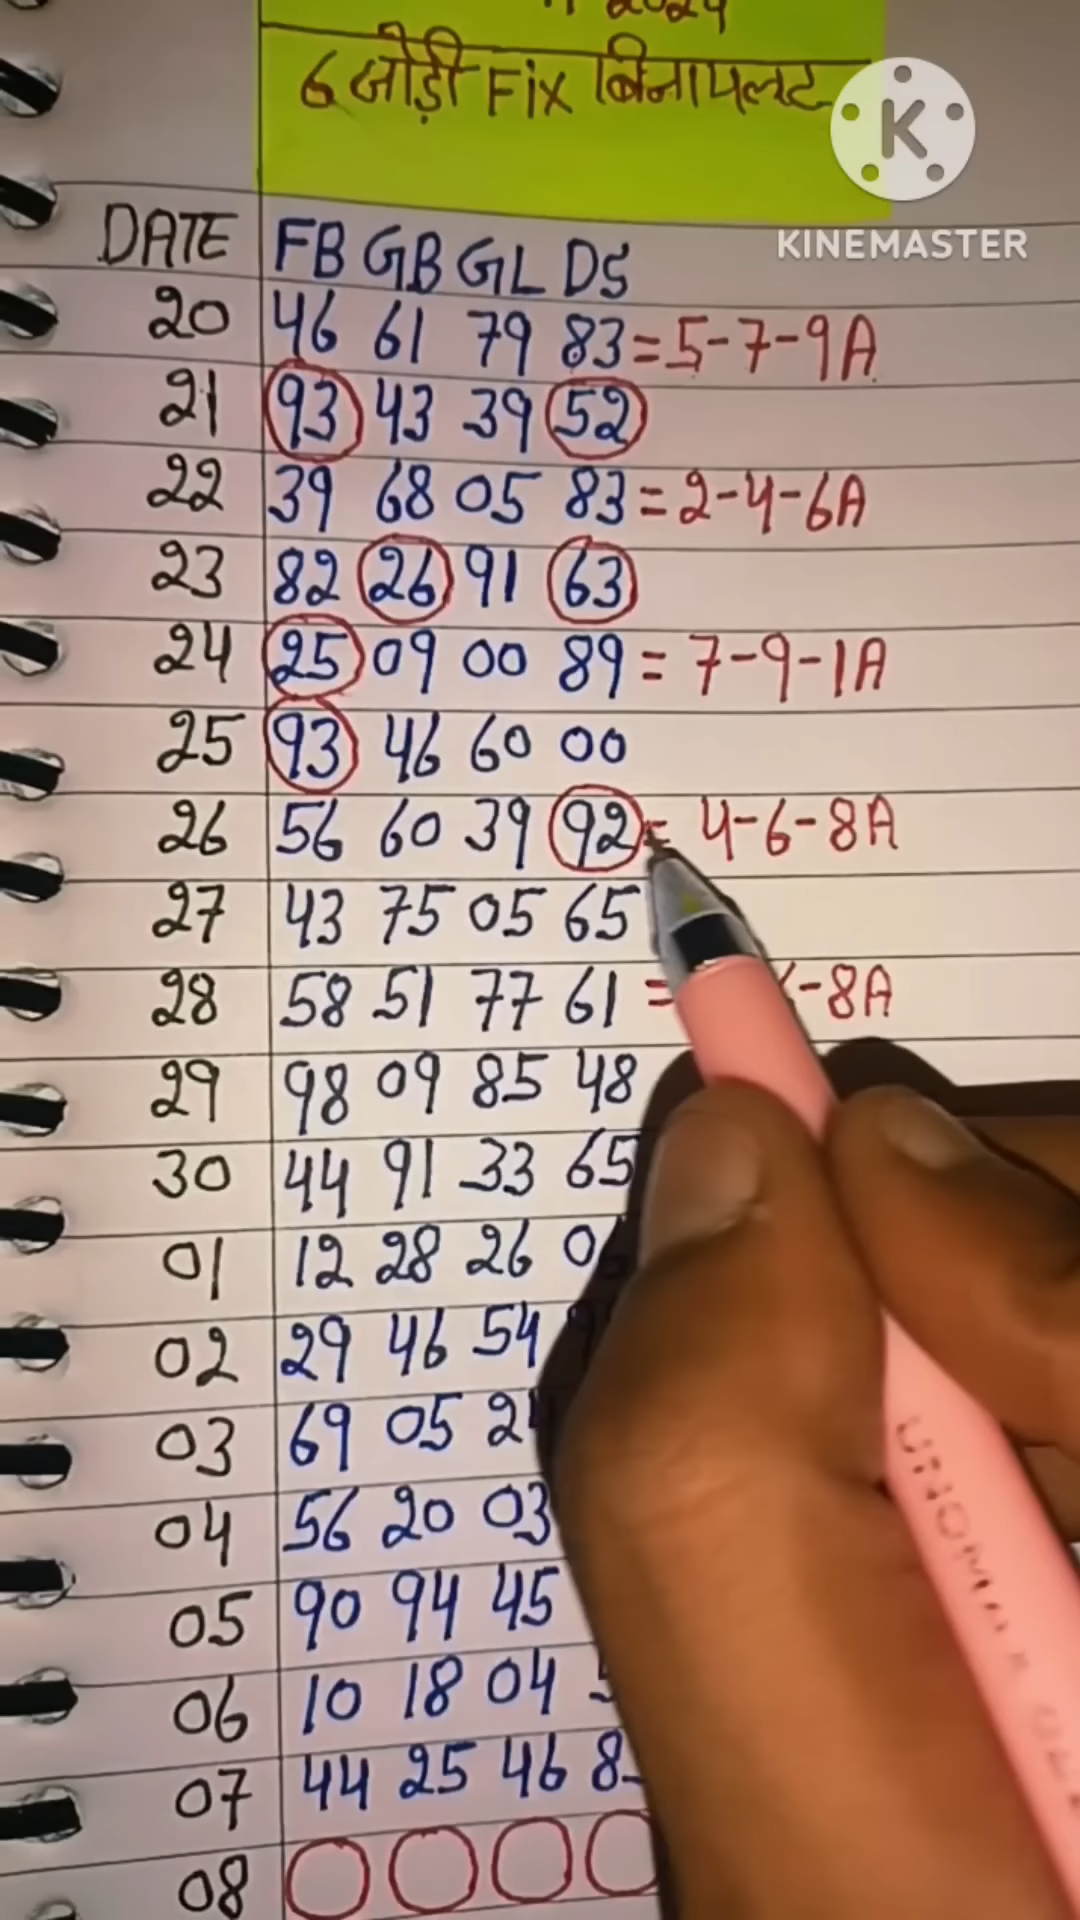 2024
6 जोड़ी Fix बिना पलट
K
KINEMASTER
DATE FB GB GL DS
20 46 61 79 83 = 5-7-9A
21 93 43 39 52
22 39 68 05 83 = 2-4-6A
23 82 26 91 63
24 25 09 00 89 = 7-9-1A
25 93 46 60 00
26 56 60 39 92 = 4-6-8A
27 43 75 05 65
28 58 51 77 61 = -8A
29 98 09 85 48
30 44 91 33 65
01 12 28 26
02 29 46 54
03 69 05
04 56 20 03
05 90 94 45
06 10 18 04
07 44 25 46
08